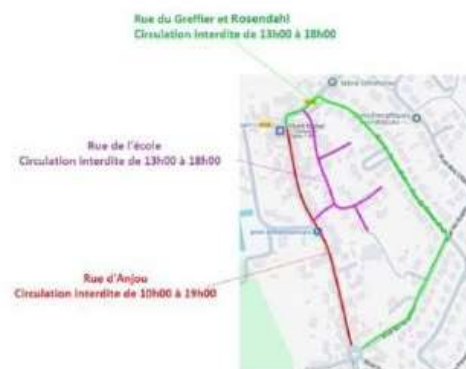 Rue du Greffier et Rosendahl
Circulation interdite de 13h00 à 18h00
Rue de l'école
Circulation interdite de 13h00 à 18h00
Rue d'Anjou
Circulation interdite de 10h00 à 19h00